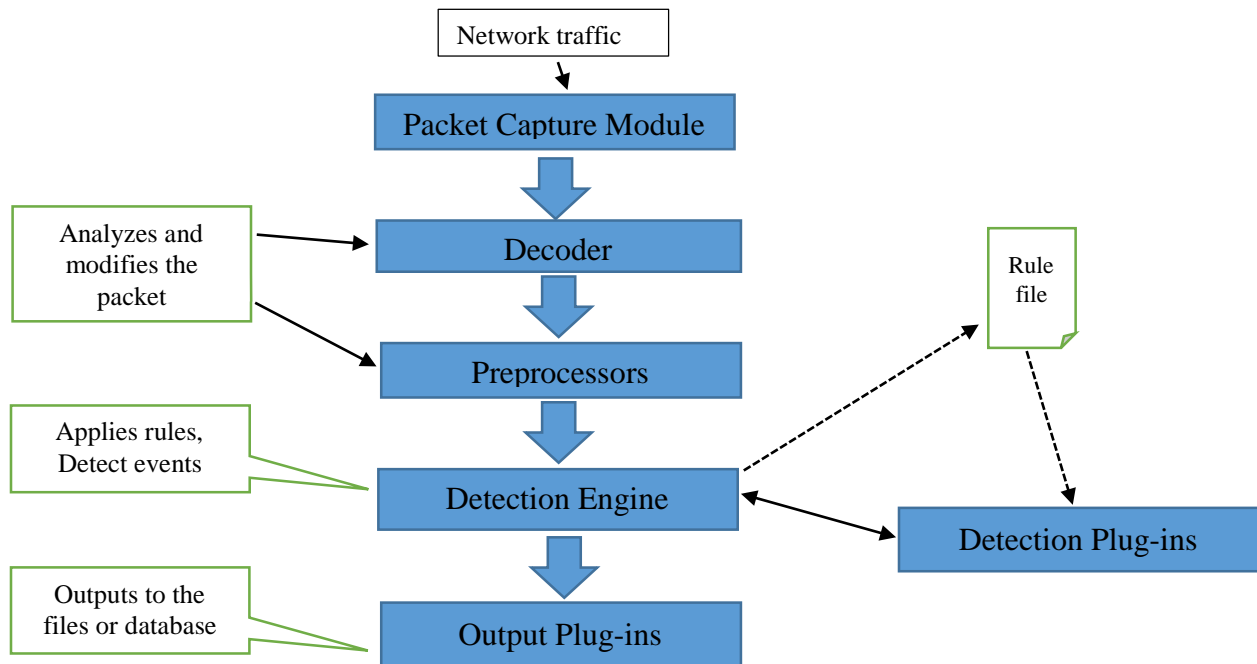 Network traffic
Packet Capture Module
Analyzes and
modifies the
packet
Decoder
Rule
file
Preprocessors
Applies rules,
Detect events
Detection Engine
Detection Plug-ins
Outputs to the
files or database
Output Plug-ins